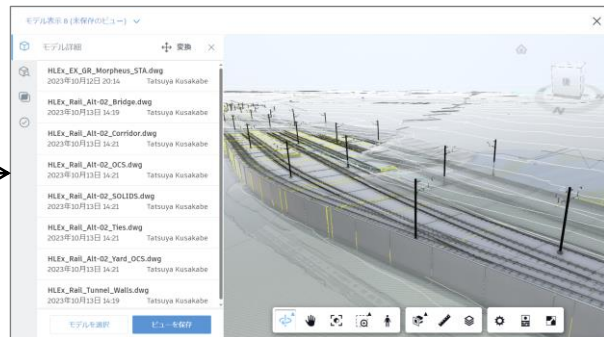 モデル表示 8 (未保存のビュー)
モデル詳細 変換
HLEx_EX_GR_Morpheus_STA.dwg
2023年10月12日 20:14 Tatsuya Kusakabe
HLEx_Rail_Alt-02_Bridge.dwg
2023年10月13日 14:19 Tatsuya Kusakabe
HLEx_Rail_Alt-02_Corridor.dwg
2023年10月13日 14:21 Tatsuya Kusakabe
HLEx_Rail_Alt-02_OCS.dwg
2023年10月13日 14:21 Tatsuya Kusakabe
HLEx_Rail_Alt-02_SOLIDS.dwg
2023年10月13日 14:21 Tatsuya Kusakabe
HLEx_Rail_Alt-02_Ties.dwg
2023年10月13日 14:21 Tatsuya Kusakabe
HLEx_Rail_Alt-02_Yard_OCS.dwg
2023年10月13日 14:21 Tatsuya Kusakabe
HLEx_Rail_Tunnel_Walls.dwg
2023年10月13日 14:19 Tatsuya Kusakabe
モデルを選択 ビューを保存